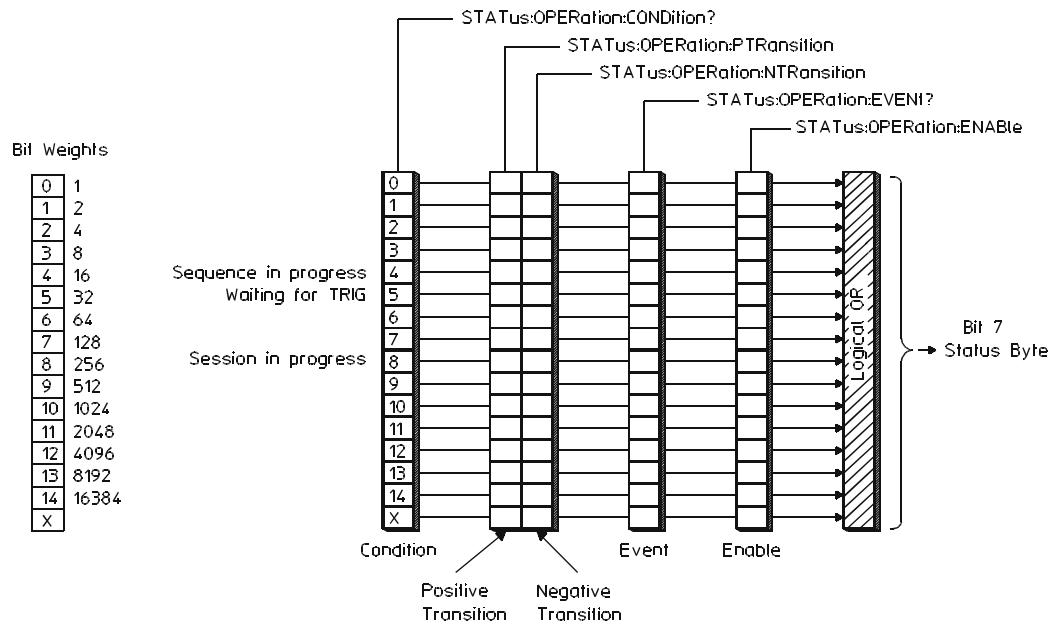 STATus:OPERation:CONDition?
STATus:OPERation:PTRansition
STATus:OPERation:NTRansition
STATus:OPERation:EVENt?
STATus:OPERation:ENABle
Bit Weights
0 1
1 2
2 4
3 8
4 16
5 32
6 64
7 128
8 256
9 512
10 1024
11 2048
12 4096
13 8192
14 16384
X
Sequence in progress
Waiting for TRIG
Session in progress
0
1
2
3
4
5
6
7
8
9
10
11
12
13
14
X
Logical OR
Bit 7
Status Byte
Condition
Event
Enable
Positive
Transition
Negative
Transition